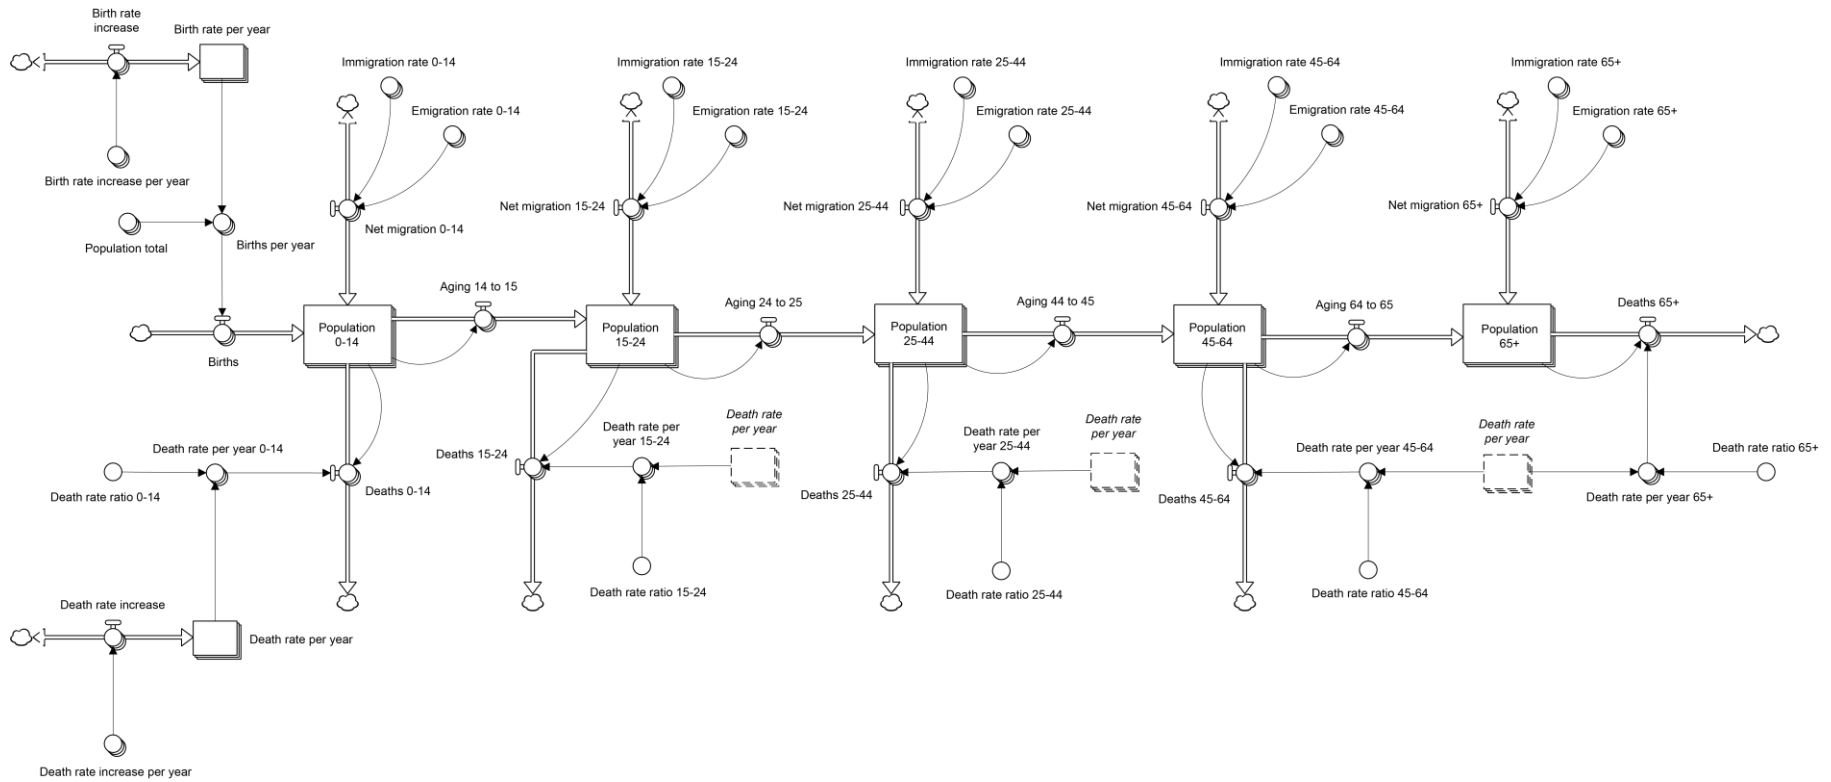 Birth rate
increase
Birth rate per year
Immigration rate 0-14
Immigration rate 15-24
Immigration rate 25-44
Immigration rate 45-64
Immigration rate 65+
Emigration rate 0-14
Emigration rate 15-24
Emigration rate 25-44
Emigration rate 45-64
Emigration rate 65+
Birth rate increase per year
Net migration 0-14
Net migration 15-24
Net migration 25-44
Net migration 45-64
Net migration 65+
Population total
Births per year
Aging 14 to 15
Aging 24 to 25
Aging 44 to 45
Aging 64 to 65
Deaths 65+
Births
Population
0-14
Population
15-24
Population
25-44
Population
45-64
Population
65+
Death rate per year 0-14
Death rate ratio 0-14
Deaths 0-14
Deaths 15-24
Death rate per
year 15-24
Death rate
per year
Deaths 25-44
Death rate per
year 25-44
Death rate
per year
Deaths 45-64
Death rate per year 45-64
Death rate
per year
Death rate ratio 65+
Death rate per year 65+
Death rate ratio 15-24
Death rate ratio 25-44
Death rate ratio 45-64
Death rate increase
Death rate per year
Death rate increase per year